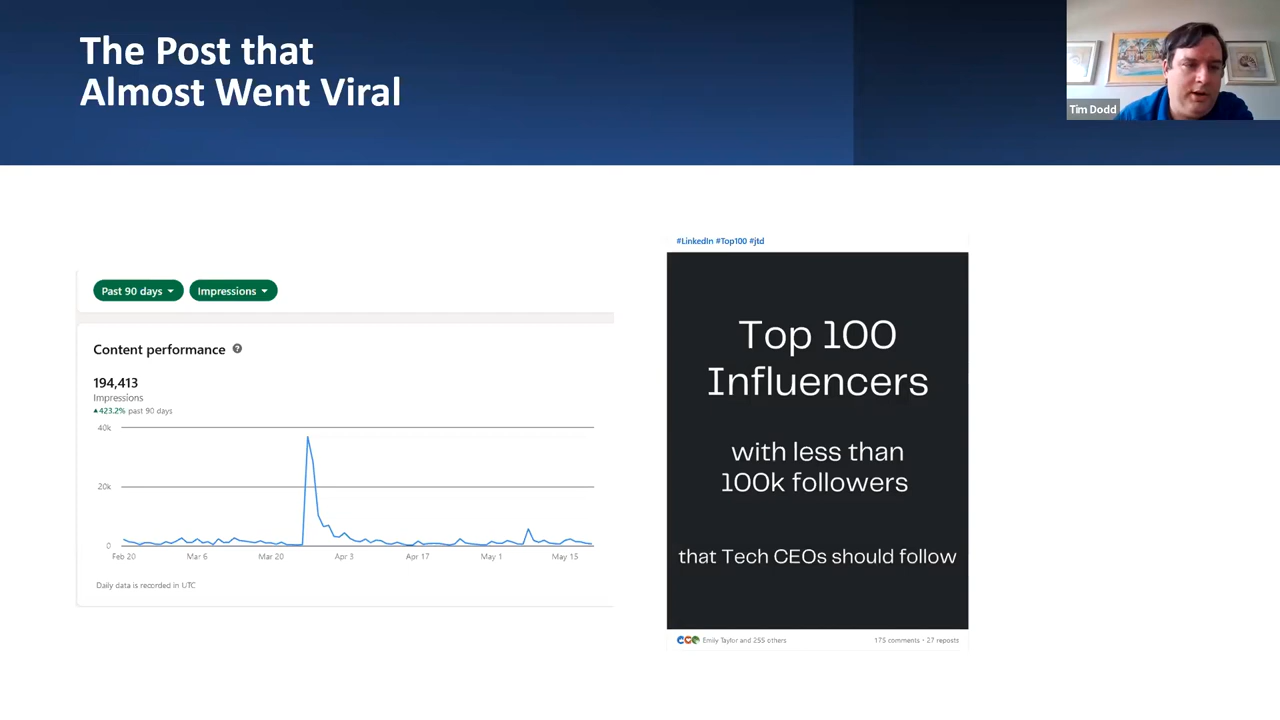 The Post that
Almost Went Viral
Tim Dodd
Past 90 days
Impressions
Content performance
194,413
Impressions
423.2% past 90 days
40k
20k
0
Feb 20 Mar 6 Mar 20 Apr 3 Apr 17 May 1 May 15
Daily data is recorded in UTC
#LinkedIn #Top100 #jtd
Top 100
Influencers
with less than
100k followers
that Tech CEOs should follow
Emily Taylor and 255 others
175 comments • 27 reposts